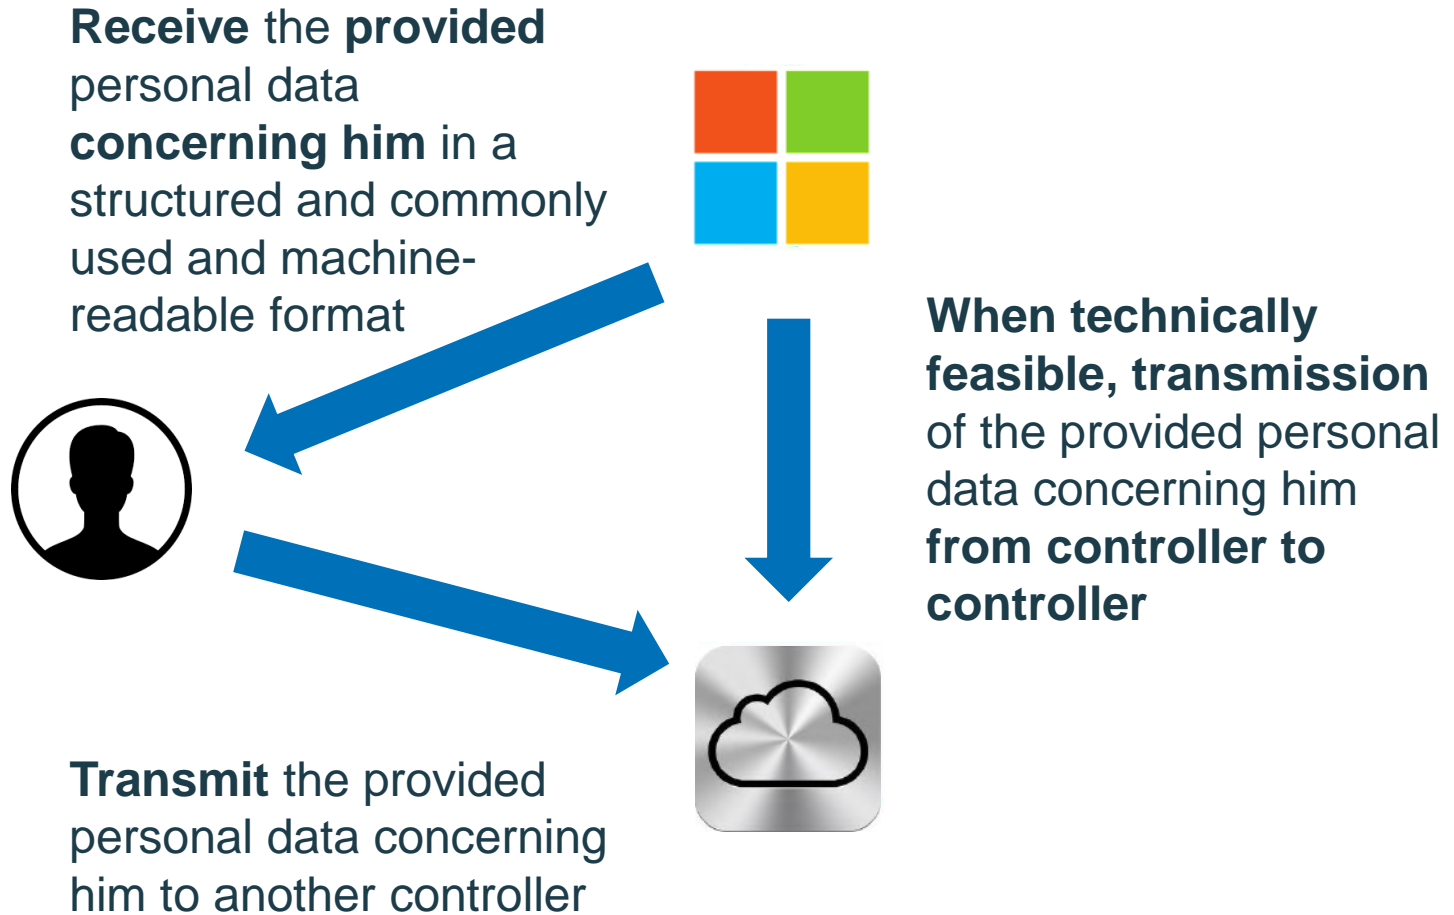 Receive the provided
personal data
concerning him in a
structured and commonly
used and machine-
readable format
When technically
feasible, transmission
of the provided personal
data concerning him
from controller to
controller
Transmit the provided
personal data concerning
him to another controller